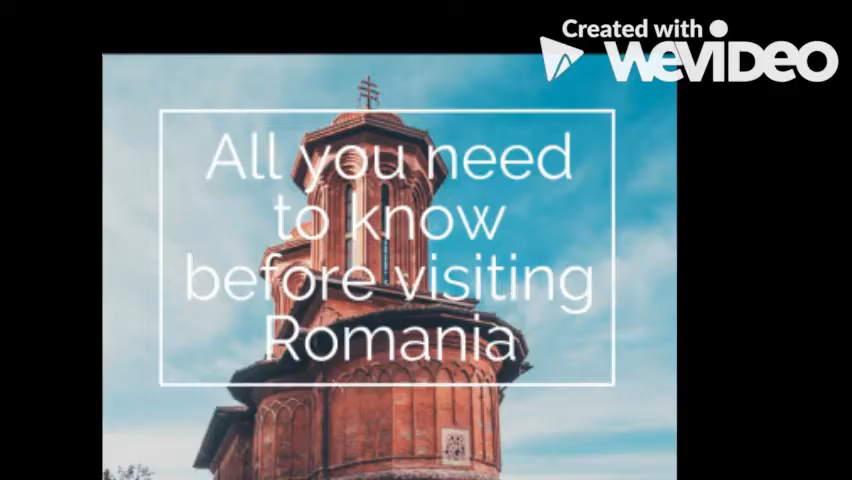 Created with
WEVIDEO
All you need
to know
before visiting
Romania